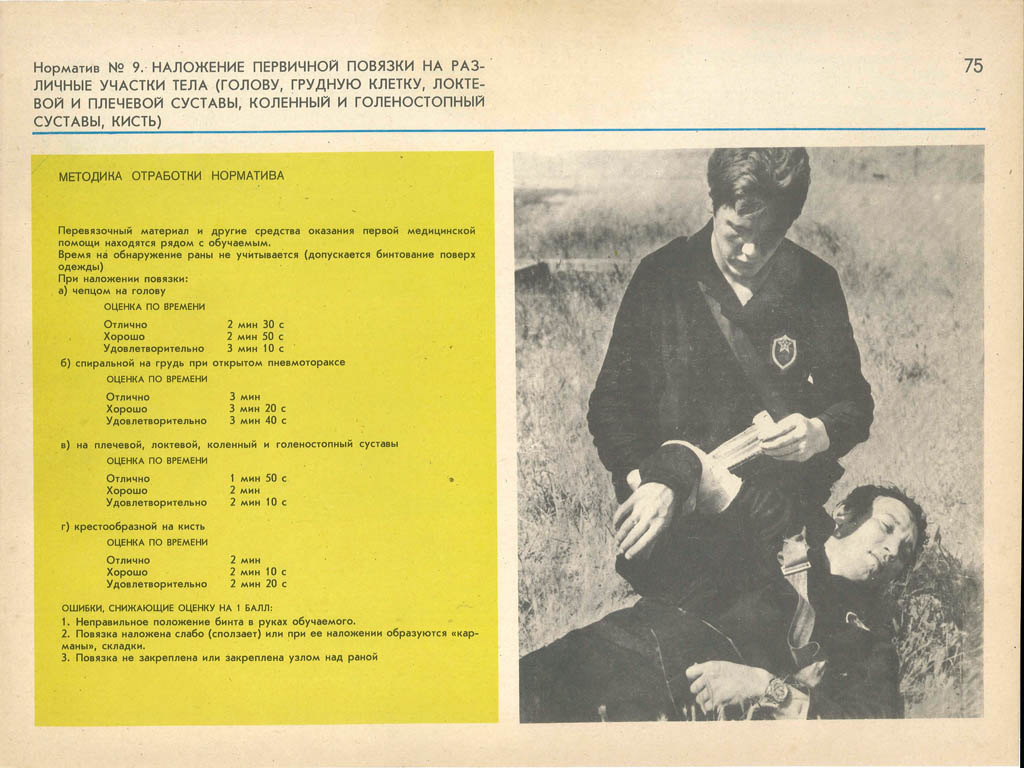 Норматив № 9. НАЛОЖЕНИЕ ПЕРВИЧНОЙ ПОВЯЗКИ НА РАЗ-
ЛИЧНЫЕ УЧАСТКИ ТЕЛА (ГОЛОВУ, ГРУДНУЮ КЛЕТКУ, ЛОКТЕ-
ВОЙ И ПЛЕЧЕВОЙ СУСТАВЫ, КОЛЕННЫЙ И ГОЛЕНОСТОПНЫЙ
СУСТАВЫ, КИСТЬ)
75
МЕТОДИКА ОТРАБОТКИ НОРМАТИВА
Перевязочный материал и другие средства оказания первой медицинской
помощи находятся рядом с обучаемым.
Время на обнаружение раны не учитывается (допускается бинтование поверх
одежды)
При наложении повязки:
а) чепцом на голову
ОЦЕНКА ПО ВРЕМЕНИ
Отлично 2 мин 30 с
Хорошо 2 мин 50 с
Удовлетворительно 3 мин 10 с
б) спиральной на грудь при открытом пневмотораксе
ОЦЕНКА ПО ВРЕМЕНИ
Отлично 3 мин
Хорошо 3 мин 20 с
Удовлетворительно 3 мин 40 с
в) на плечевой, локтевой, коленный и голеностопный суставы
ОЦЕНКА ПО ВРЕМЕНИ
Отлично 1 мин 50 с
Хорошо 2 мин
Удовлетворительно 2 мин 10 с
г) крестообразной на кисть
ОЦЕНКА ПО ВРЕМЕНИ
Отлично 2 мин
Хорошо 2 мин 10 с
Удовлетворительно 2 мин 20 с
ОШИБКИ, СНИЖАЮЩИЕ ОЦЕНКУ НА 1 БАЛЛ:
1. Неправильное положение бинта в руках обучаемого.
2. Повязка наложена слабо (сползает) или при ее наложении образуются «кар-
маны», складки.
3. Повязка не закреплена или закреплена узлом над раной